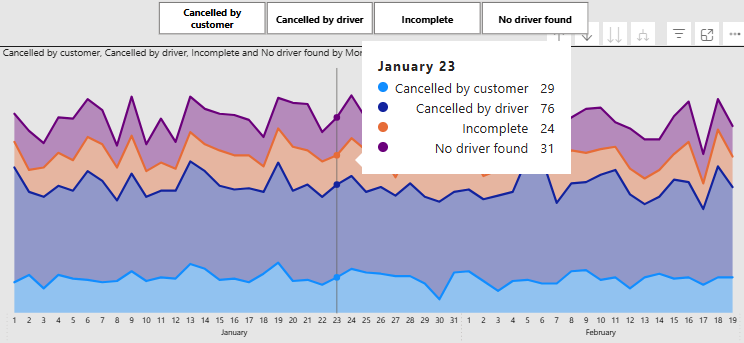 Cancelled by customer
Cancelled by driver
Incomplete
No driver found
Cancelled by customer, Cancelled by driver, Incomplete and No driver found by Mon
January 23
Cancelled by customer 29
Cancelled by driver 76
Incomplete 24
No driver found 31
1 2 3 4 5 6 7 8 9 10 11 12 13 14 15 16 17 18 19 20 21 22 23 24 25 26 27 28 29 30 31 1 2 3 4 5 6 7 8 9 10 11 12 13 14 15 16 17 18 19
January February